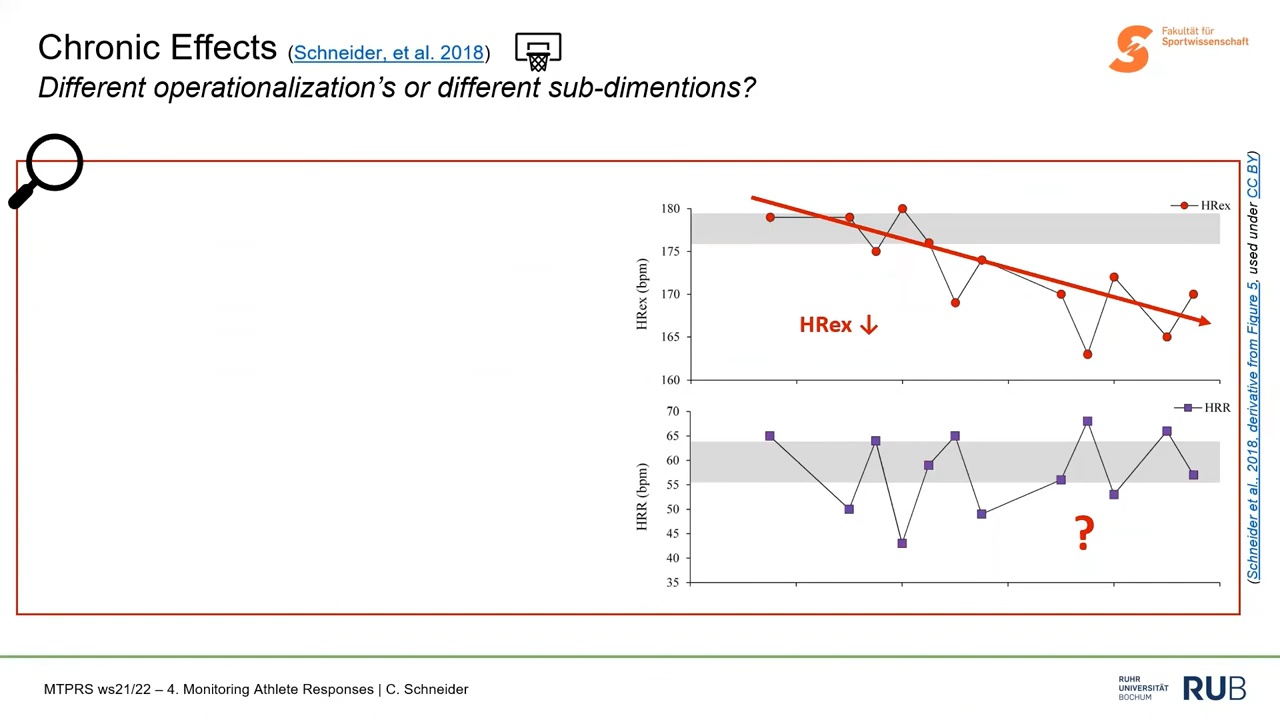 Chronic Effects (Schneider, et al. 2018)
Different operationalization's or different sub-dimentions?
Fakultät für
Sportwissenschaft
180
175
170
165
160
HRex (bpm)
HRex
HRex ↓
70
65
60
55
50
45
40
35
HRR (bpm)
HRR
?
(Schneider et al., 2018, derivative from Figure 5, used under CC BY)
MTPRS ws21/22 – 4. Monitoring Athlete Responses | C. Schneider
RUHR
UNIVERSITÄT
BOCHUM
RUB